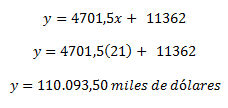 y = 4701,5x + 11362
y = 4701,5(21) + 11362
y = 110.093,50 miles de dólares